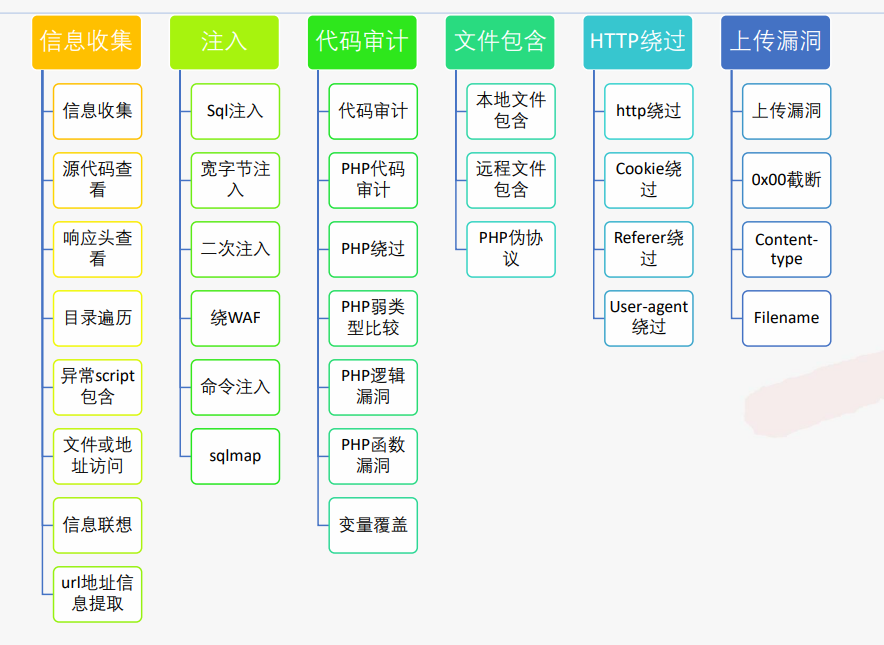 信息收集
信息收集
源代码查
看
响应头查
看
目录遍历
异常script
包含
文件或地
址访问
信息联想
url地址信
息提取
注入
Sql注入
宽字节注
入
二次注入
绕WAF
命令注入
sqlmap
代码审计
代码审计
PHP代码
审计
PHP绕过
PHP弱类
型比较
PHP逻辑
漏洞
PHP函数
漏洞
变量覆盖
文件包含
本地文件
包含
远程文件
包含
PHP伪协
议
HTTP绕过
http绕过
Cookie绕
过
Referer绕
过
User-agent
绕过
上传漏洞
上传漏洞
0x00截断
Content-
type
Filename